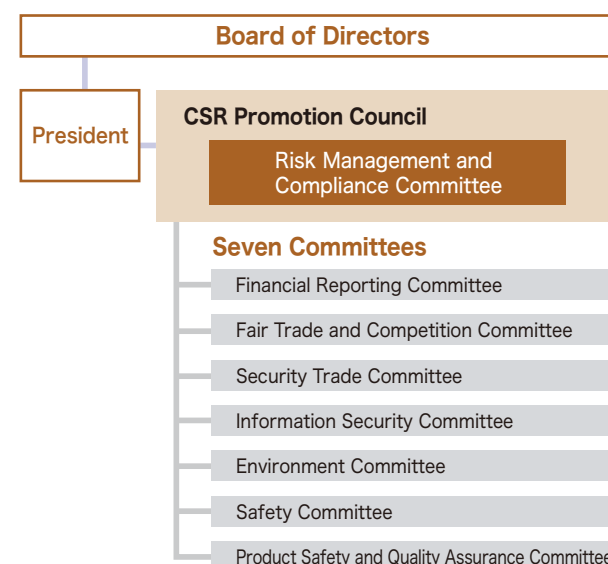 Board of Directors
President
CSR Promotion Council
Risk Management and
Compliance Committee
Seven Committees
Financial Reporting Committee
Fair Trade and Competition Committee
Security Trade Committee
Information Security Committee
Environment Committee
Safety Committee
Product Safety and Quality Assurance Committee